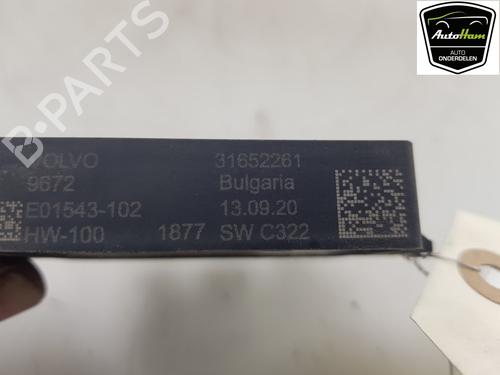 B-PARTS
AutoHam
AUTO
ONDERDELEN
VOLVO 31652261
9672 Bulgaria
E01543-102 13.09.20
HW-100 1877 SW C322